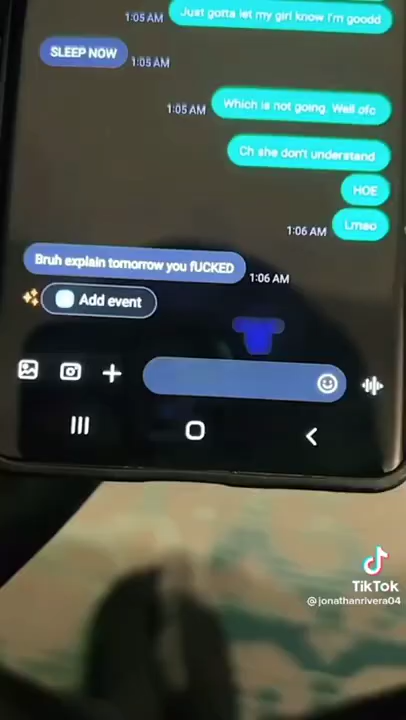 Just gotta let my girl know I'm goodd
1:05 AM
SLEEP NOW
1:05 AM
Which is not going. Well ofc
1:05 AM
Ch she don't understand
HOE
Lmao
1:06 AM
Bruh explain tomorrow you fUCKED
1:06 AM
Add event
TikTok
@jonathanrivera04